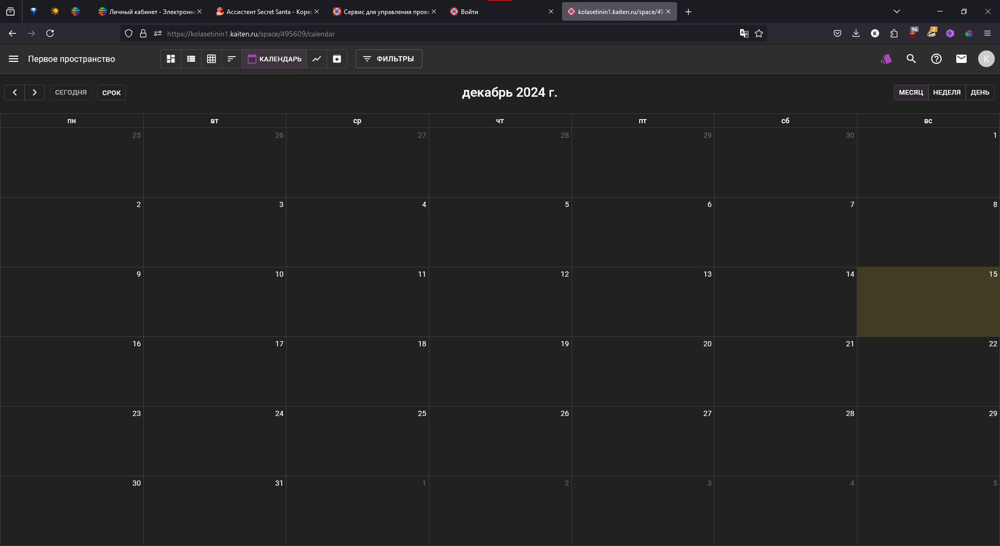 Личный кабинет - Электронна
Ассистент Secret Santa - Корец
Сервис для управления проек
Войти
kolasetinin1.kaiten.ru/space/49
https://kolasetinin1.kaiten.ru/space/495609/calendar
K
96
2
Первое пространство
КАЛЕНДАРЬ
ФИЛЬТРЫ
K
СЕГОДНЯ
СРОК
декабрь 2024 г.
МЕСЯЦ
НЕДЕЛЯ
ДЕНЬ
пн вт ср чт пт сб вс
25 26 27 28 29 30 1
2 3 4 5 6 7 8
9 10 11 12 13 14 15
16 17 18 19 20 21 22
23 24 25 26 27 28 29
30 31 1 2 3 4 5